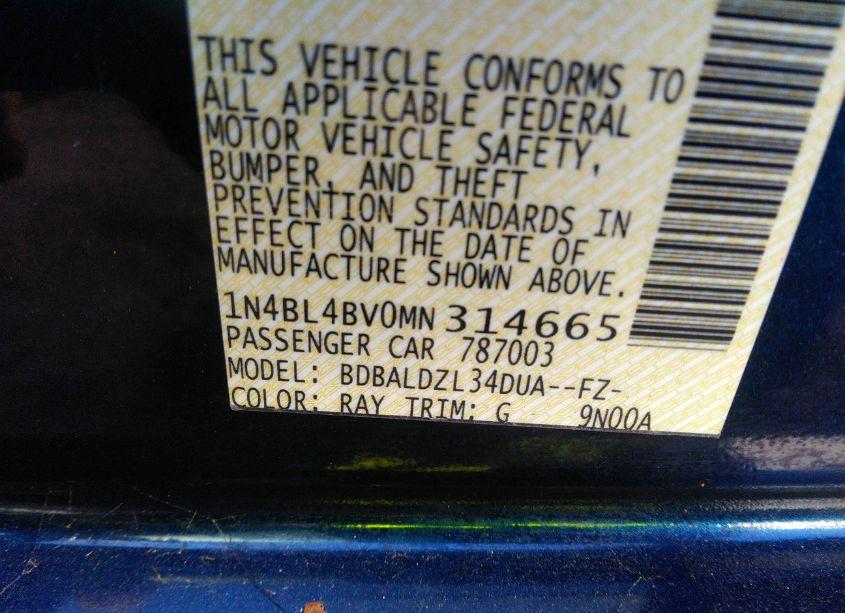 THIS VEHICLE CONFORMS TO
ALL APPLICABLE FEDERAL
MOTOR VEHICLE SAFETY,
BUMPER, AND THEFT
PREVENTION STANDARDS IN
EFFECT ON THE DATE OF
MANUFACTURE SHOWN ABOVE.
1N4BL4BV0MN 314665
PASSENGER CAR 787003
MODEL: BDBALDZL34DUA--FZ-
COLOR: RAY TRIM: G 9N00A